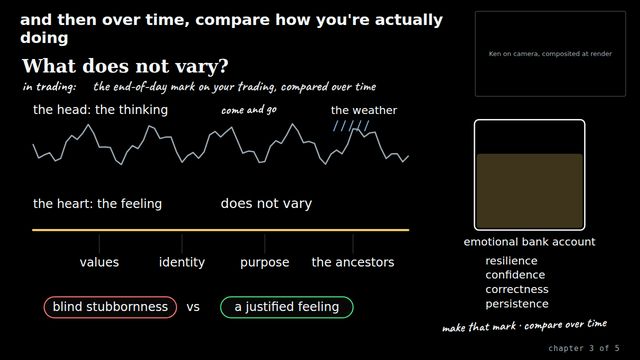 and then over time, compare how you're actually
doing
Ken on camera, composited at render
What does not vary?
in trading: the end-of-day mark on your trading, compared over time
the head: the thinking
come and go
the weather
the heart: the feeling
does not vary
values
identity
purpose
the ancestors
blind stubbornness
vs
a justified feeling
emotional bank account
resilience
confidence
correctness
persistence
make that mark · compare over time
chapter 3 of 5